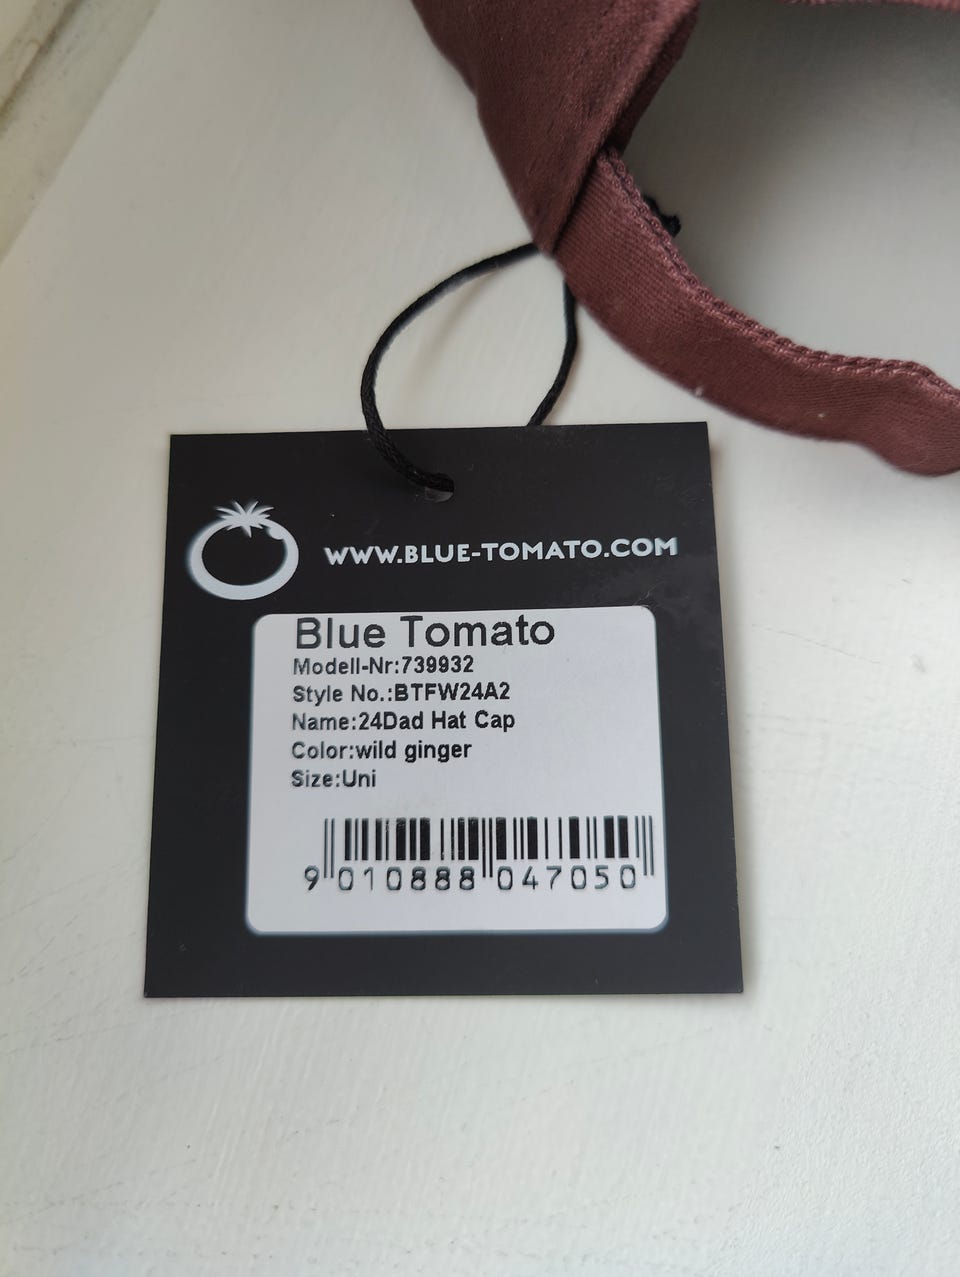 WWW.BLUE-TOMATO.COM
Blue Tomato
Modell-Nr:739932
Style No.:BTFW24A2
Name:24Dad Hat Cap
Color:wild ginger
Size:Uni
9 010888 047050